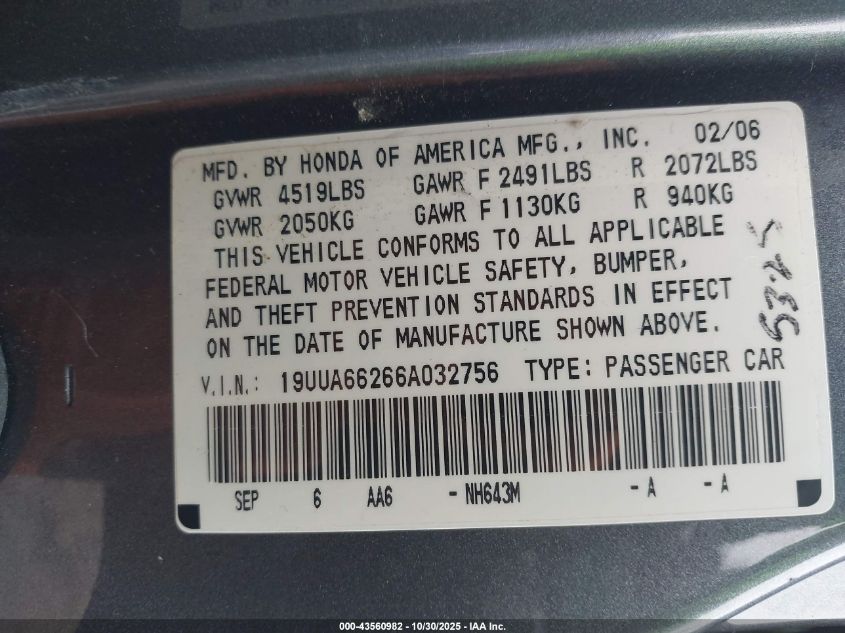 MFD. BY HONDA OF AMERICA MFG., INC. 02/06
GVWR 4519LBS GAWR F 2491LBS R 2072LBS
GVWR 2050KG GAWR F 1130KG R 940KG
THIS VEHICLE CONFORMS TO ALL APPLICABLE
FEDERAL MOTOR VEHICLE SAFETY, BUMPER,
AND THEFT PREVENTION STANDARDS IN EFFECT
ON THE DATE OF MANUFACTURE SHOWN ABOVE.
V.I.N.: 19UUA66266A032756 TYPE: PASSENGER CAR
SEP 6 AA6 - NH643M - A - A
000-43560982 - 10/30/2025 - IAA Inc.